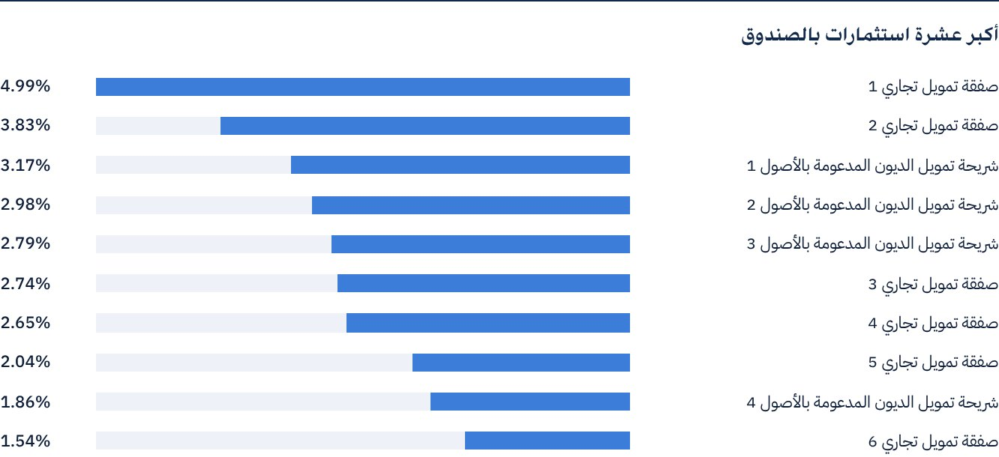 أكبر عشرة استثمارات بالصندوق
صفقة تمويل تجاري 1 4.99%
صفقة تمويل تجاري 2 3.83%
شريحة تمويل الديون المدعومة بالأصول 1 3.17%
شريحة تمويل الديون المدعومة بالأصول 2 2.98%
شريحة تمويل الديون المدعومة بالأصول 3 2.79%
صفقة تمويل تجاري 3 2.74%
صفقة تمويل تجاري 4 2.65%
صفقة تمويل تجاري 5 2.04%
شريحة تمويل الديون المدعومة بالأصول 4 1.86%
صفقة تمويل تجاري 6 1.54%